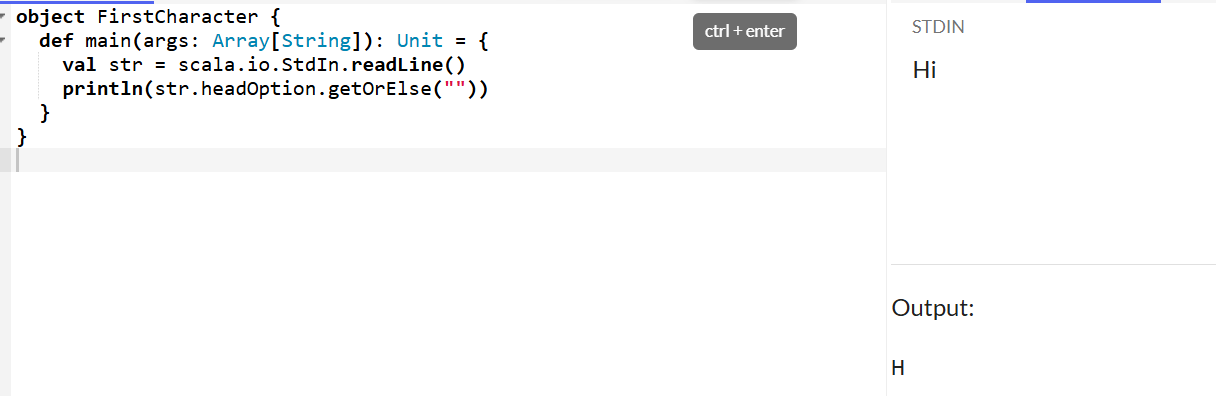 object FirstCharacter {
def main(args: Array[String]): Unit = {
val str = scala.io.StdIn.readLine()
println(str.headOption.getOrElse(""))
}
}
ctrl + enter
STDIN
Hi
Output:
H